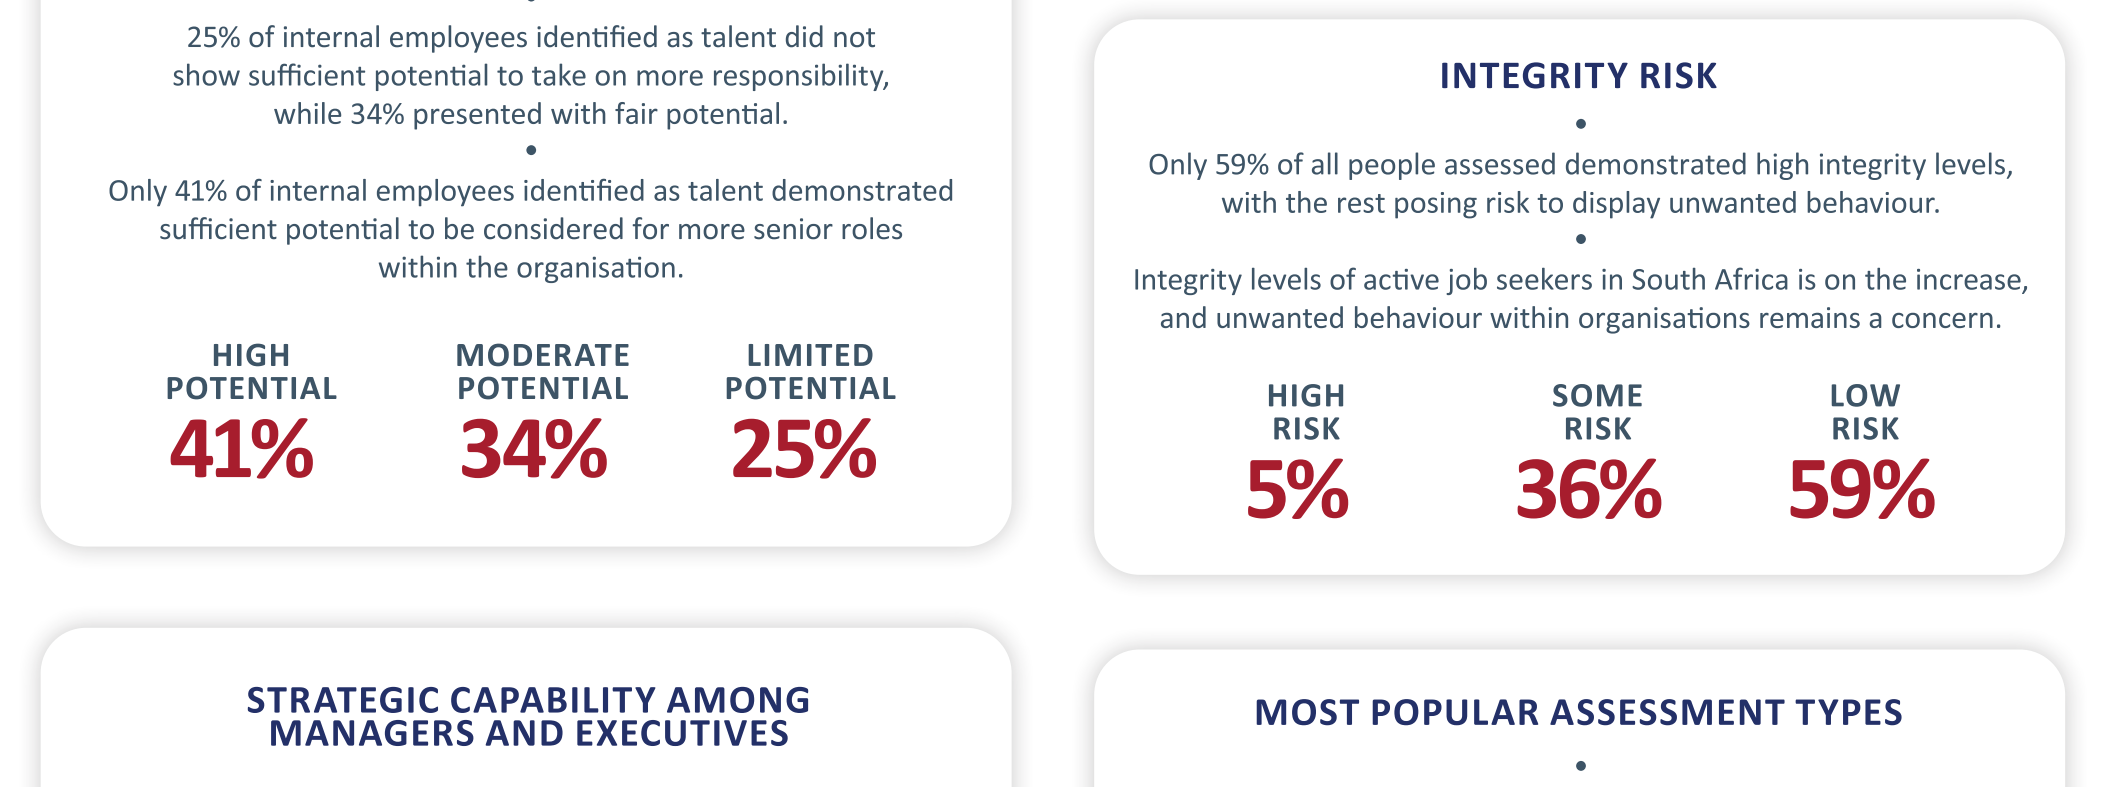 25% of internal employees identified as talent did not
show sufficient potential to take on more responsibility,
while 34% presented with fair potential.
•
Only 41% of internal employees identified as talent demonstrated
sufficient potential to be considered for more senior roles
within the organisation.
HIGH
POTENTIAL
41%
MODERATE
POTENTIAL
34%
LIMITED
POTENTIAL
25%
INTEGRITY RISK
•
Only 59% of all people assessed demonstrated high integrity levels,
with the rest posing risk to display unwanted behaviour.
•
Integrity levels of active job seekers in South Africa is on the increase,
and unwanted behaviour within organisations remains a concern.
HIGH
RISK
5%
SOME
RISK
36%
LOW
RISK
59%
STRATEGIC CAPABILITY AMONG
MANAGERS AND EXECUTIVES
MOST POPULAR ASSESSMENT TYPES
•